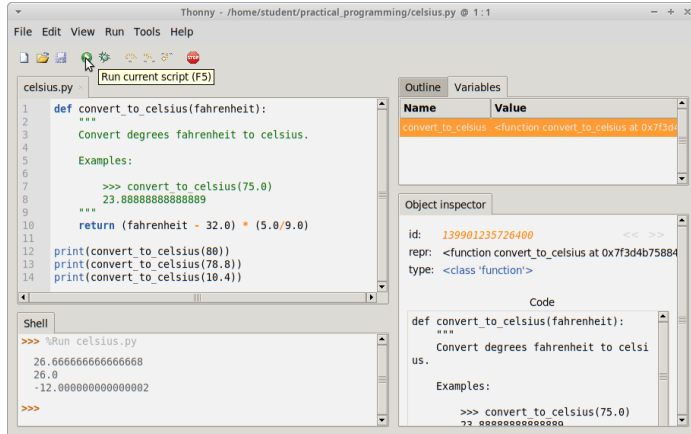 Thonny - /home/student/practical_programming/celsius.py @ 1:1
File Edit View Run Tools Help
Run current script (F5)
celsius.py
1 def convert_to_celsius(fahrenheit):
2 """
3 Convert degrees fahrenheit to celsius.
4
5 Examples:
6
7 >>> convert_to_celsius(75.0)
8 23.88888888888889
9 """
10 return (fahrenheit - 32.0) * (5.0/9.0)
11
12 print(convert_to_celsius(80))
13 print(convert_to_celsius(78.8))
14 print(convert_to_celsius(10.4))
Shell
>>> %Run celsius.py
26.666666666666668
26.0
-12.000000000000002
>>>
Outline Variables
Name Value
convert_to_celsius <function convert_to_celsius at 0x7f3d4
Object inspector
id: 139901235726400 << >>
repr: <function convert_to_celsius at 0x7f3d4b75884
type: <class 'function'>
Code
def convert_to_celsius(fahrenheit):
"""
Convert degrees fahrenheit to celsi
us.
Examples:
>>> convert_to_celsius(75.0)
23.88888888888889